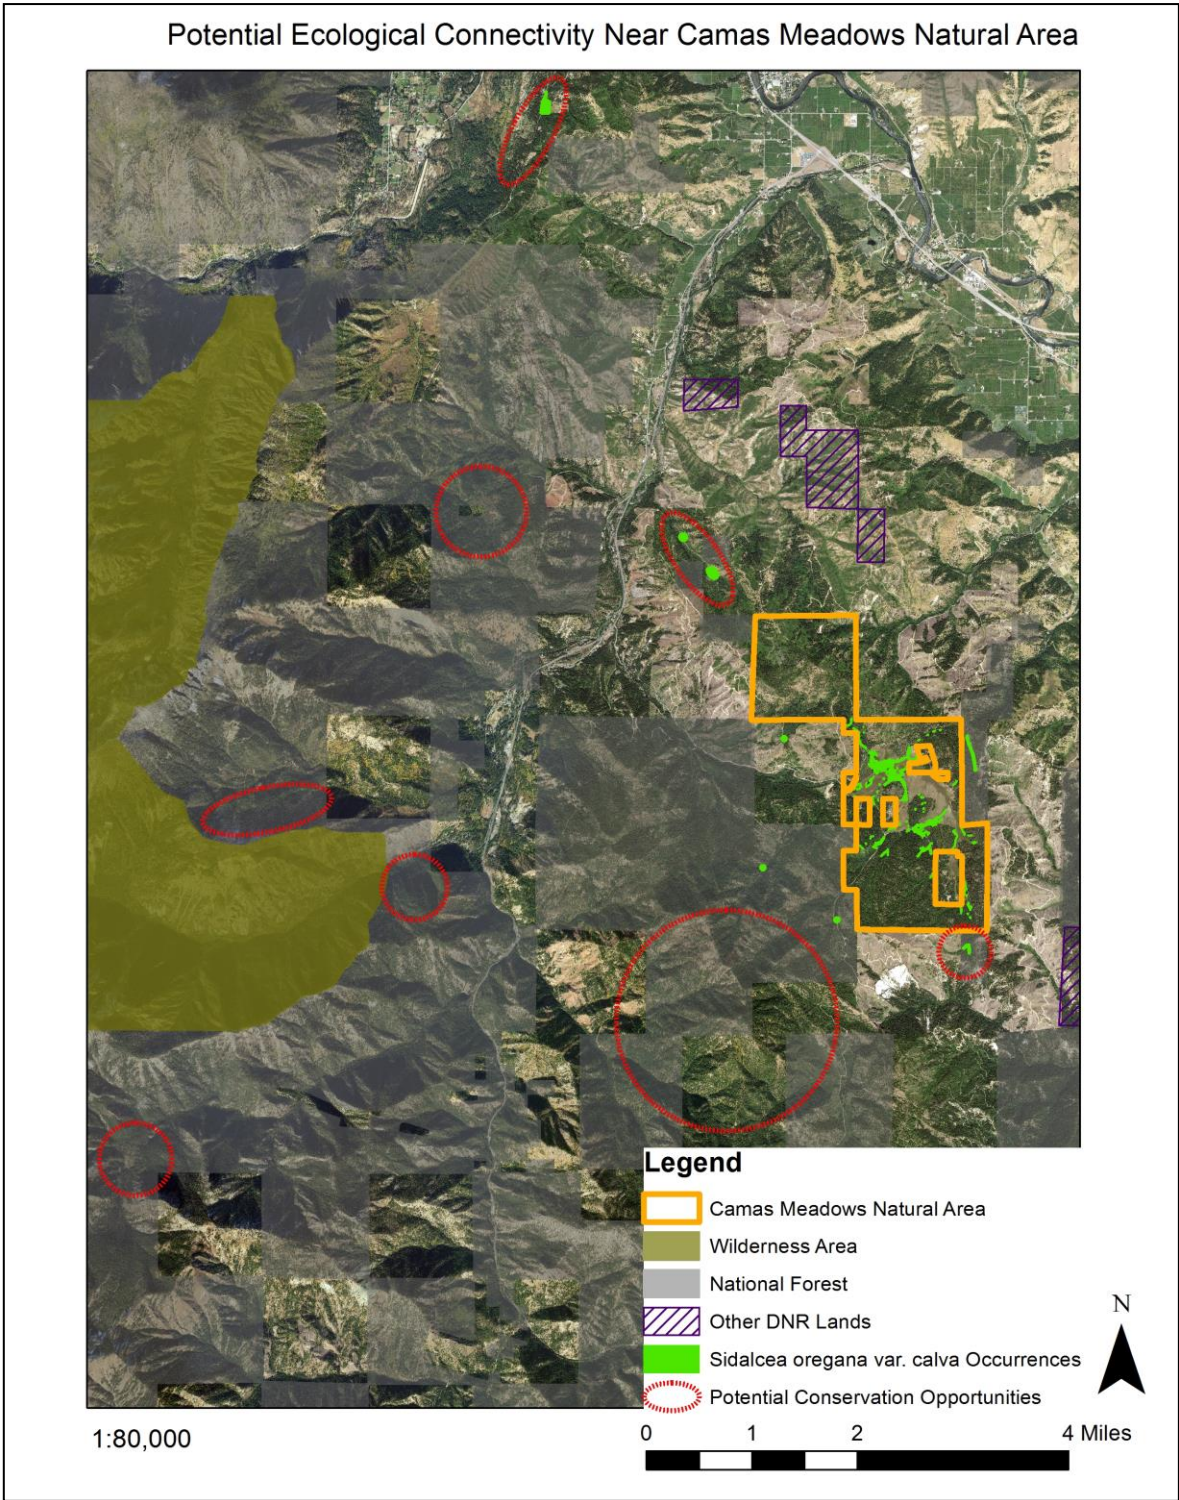 Potential Ecological Connectivity Near Camas Meadows Natural Area
Legend
Camas Meadows Natural Area
Wilderness Area
National Forest
Other DNR Lands
Sidalcea oregana var. calva Occurrences
Potential Conservation Opportunities
N
1:80,000
0 1 2 4 Miles